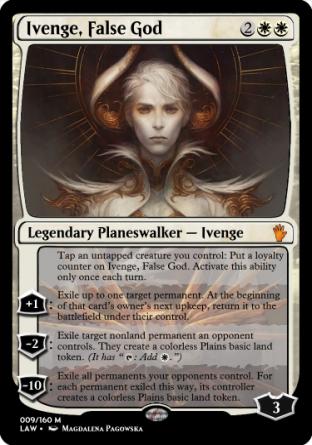 Ivenge, False God 2
Legendary Planeswalker — Ivenge
Tap an untapped creature you control: Put a loyalty
counter on Ivenge, False God. Activate this ability
only once each turn.
+1: Exile up to one target permanent. At the beginning
of that card's owner's next upkeep, return it to the
battlefield under their control.
-2: Exile target nonland permanent an opponent
controls. They create a colorless Plains basic land
token. (It has “: Add .”)
-10: Exile all permanents your opponents control. For
each permanent exiled this way, its controller
creates a colorless Plains basic land token.
3
009/160 M
LAW • Magdalena Pagowska